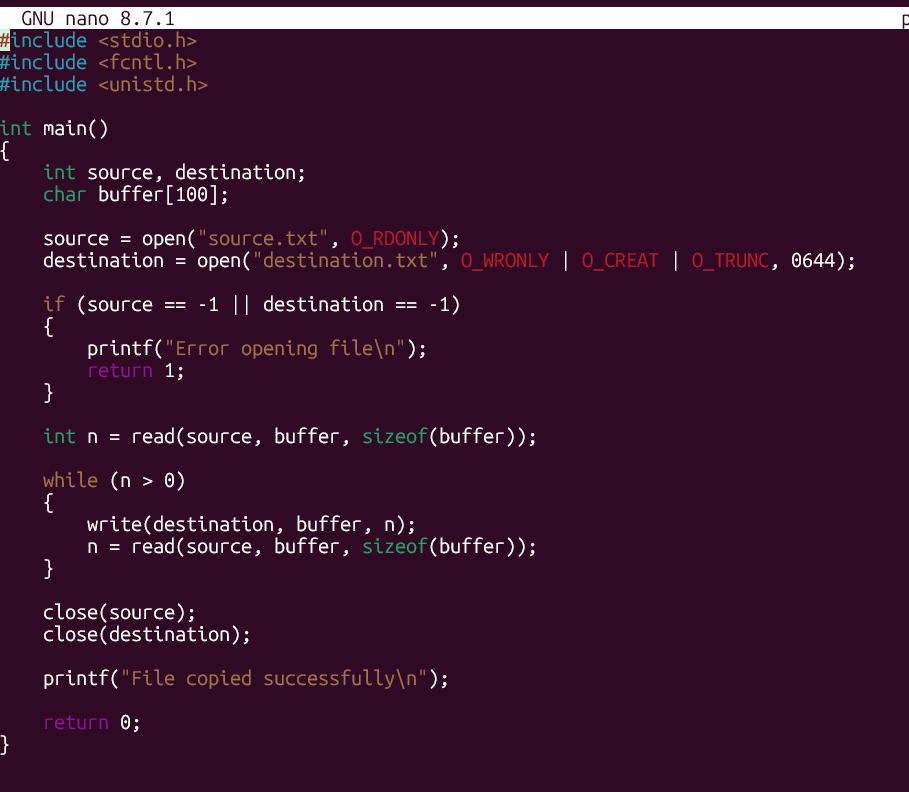 GNU nano 8.7.1
#include <stdio.h>
#include <fcntl.h>
#include <unistd.h>

int main()
{
    int source, destination;
    char buffer[100];

    source = open("source.txt", O_RDONLY);
    destination = open("destination.txt", O_WRONLY | O_CREAT | O_TRUNC, 0644);

    if (source == -1 || destination == -1)
    {
        printf("Error opening file\n");
        return 1;
    }

    int n = read(source, buffer, sizeof(buffer));

    while (n > 0)
    {
        write(destination, buffer, n);
        n = read(source, buffer, sizeof(buffer));
    }

    close(source);
    close(destination);

    printf("File copied successfully\n");

    return 0;
}